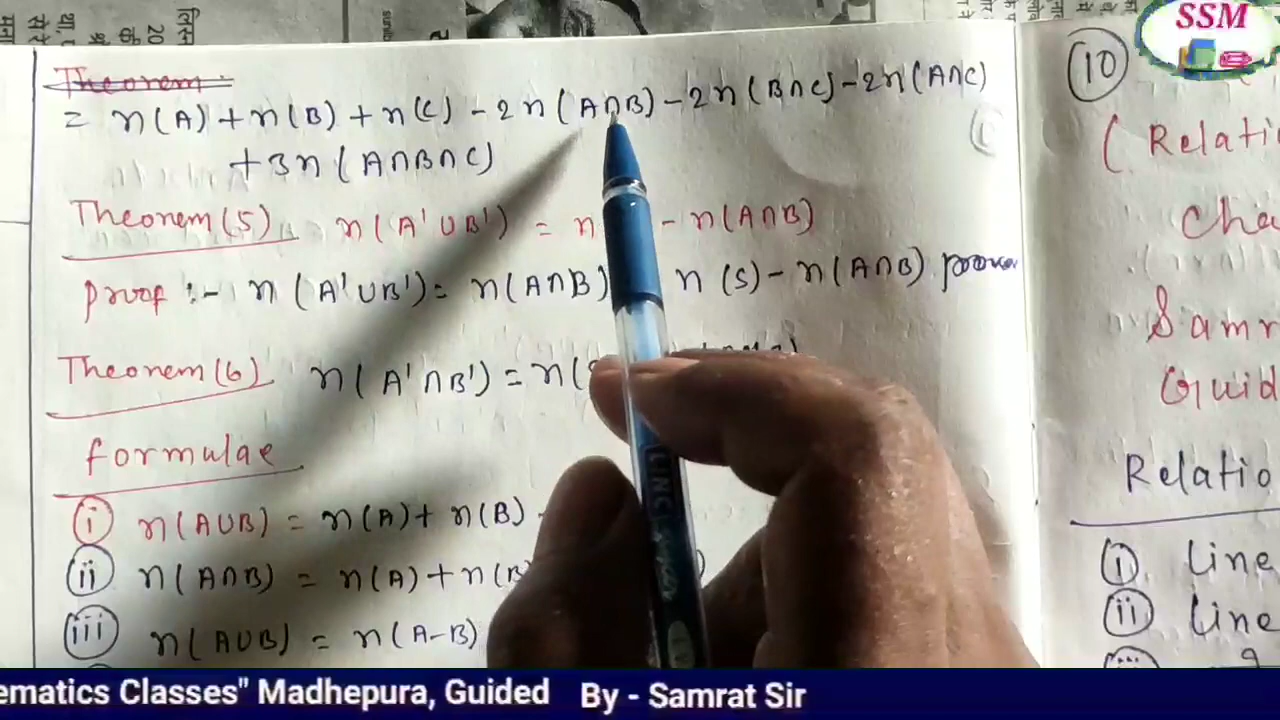 SSM
Theorem:
= n(A) + n(B) + n(C) - 2n(A∩B) - 2n(B∩C) - 2n(A∩C)
+ 3n(A∩B∩C)
Theorem(5) n(A'∪B') = n - n(A∩B)
proof :- n(A'∪B') = n(A∩B) n(S) - n(A∩B)
Theorem(6) n(A'∩B') = n(
formulae
(i) n(A∪B) = n(A) + n(B)
(ii) n(A∩B) = n(A) + n(B
(iii) n(A∪B) = n(A-B)
(10)
( Relati
Cha
Samr
Guid
Relatio
(i) Line
(ii) Line
ematics Classes" Madhepura, Guided By - Samrat Sir